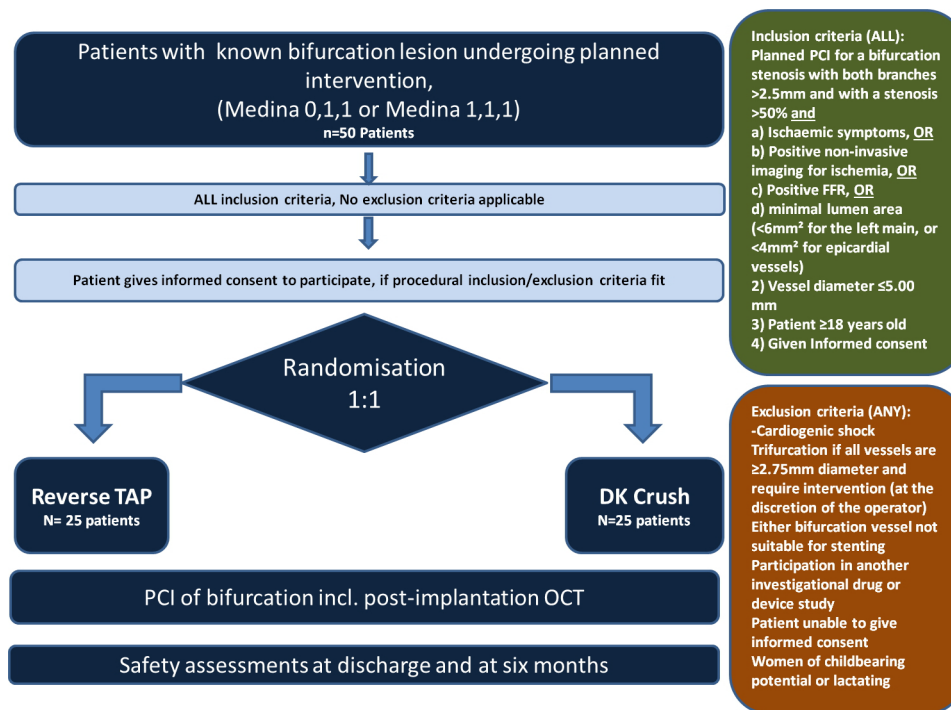 Patients with known bifurcation lesion undergoing planned
intervention,
(Medina 0,1,1 or Medina 1,1,1)
n=50 Patients
ALL inclusion criteria, No exclusion criteria applicable
Patient gives informed consent to participate, if procedural inclusion/exclusion criteria fit
Randomisation
1:1
Reverse TAP
N= 25 patients
DK Crush
N=25 patients
PCI of bifurcation incl. post-implantation OCT
Safety assessments at discharge and at six months
Inclusion criteria (ALL):
Planned PCI for a bifurcation
stenosis with both branches
>2.5mm and with a stenosis
>50% and
a) Ischaemic symptoms, OR
b) Positive non-invasive
imaging for ischemia, OR
c) Positive FFR, OR
d) minimal lumen area
(<6mm² for the left main, or
<4mm² for epicardial
vessels)
2) Vessel diameter ≤5.00
mm
3) Patient ≥18 years old
4) Given Informed consent
Exclusion criteria (ANY):
-Cardiogenic shock
Trifurcation if all vessels are
≥2.75mm diameter and
require intervention (at the
discretion of the operator)
Either bifurcation vessel not
suitable for stenting
Participation in another
investigational drug or
device study
Patient unable to give
informed consent
Women of childbearing
potential or lactating